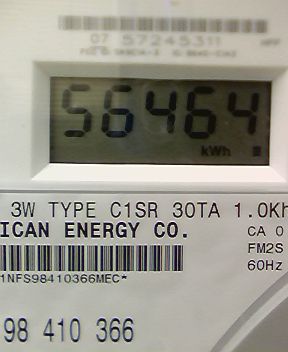 07 57245311
56464
kWh
3W TYPE C1SR 30TA 1.0Kh
ICAN ENERGY CO.
CA 0
FM2S
60Hz
1NFS98410366MEC*
98 410 366